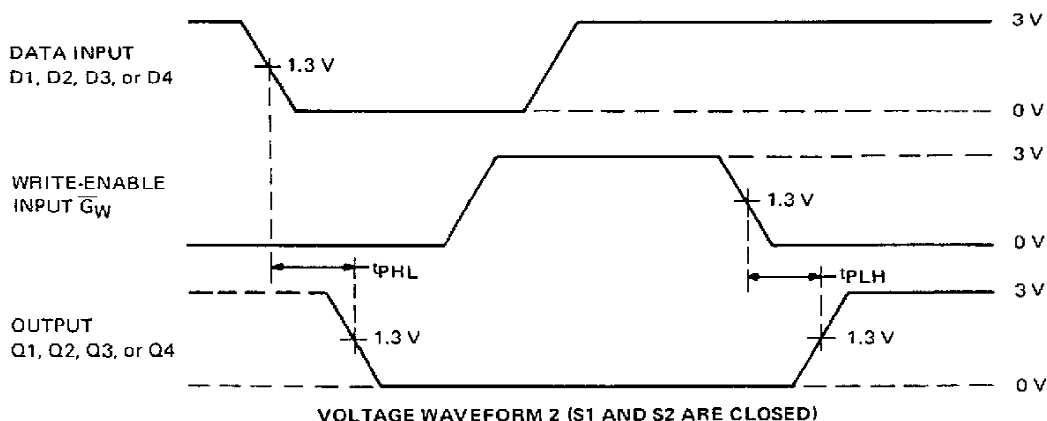 3 V
DATA INPUT
D1, D2, D3, or D4
1.3 V
0 V
3 V
WRITE-ENABLE
INPUT G̅W
1.3 V
0 V
tPHL
tPLH
3 V
OUTPUT
Q1, Q2, Q3, or Q4
1.3 V
1.3 V
0 V
VOLTAGE WAVEFORM 2 (S1 AND S2 ARE CLOSED)